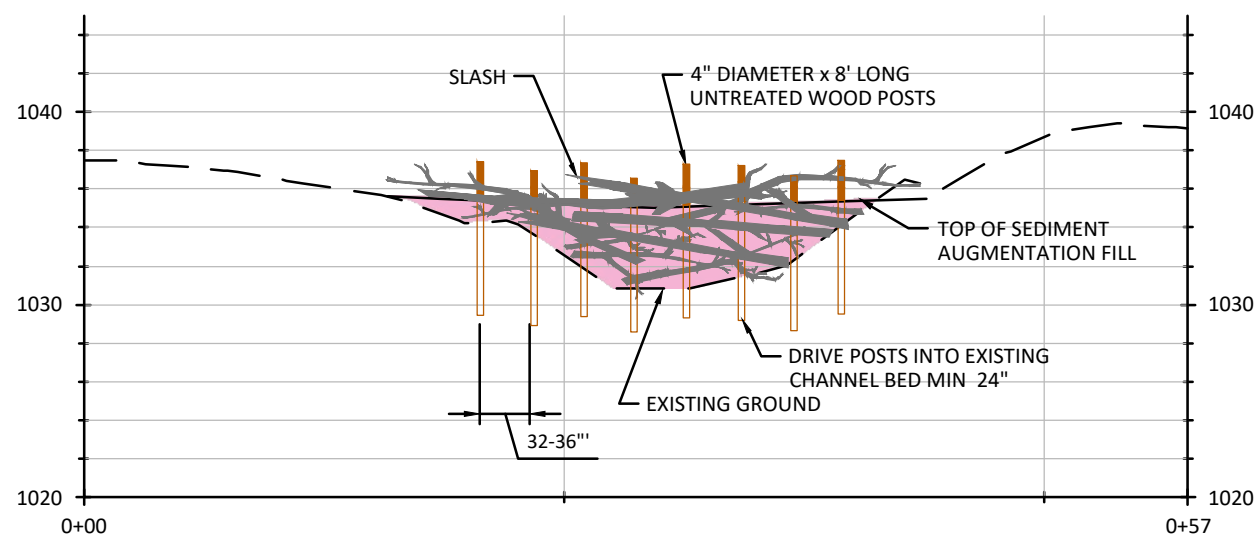 SLASH
4" DIAMETER x 8' LONG
UNTREATED WOOD POSTS
1040
1040
TOP OF SEDIMENT
AUGMENTATION FILL
1030
1030
DRIVE POSTS INTO EXISTING
CHANNEL BED MIN 24"
EXISTING GROUND
32-36"'
1020
1020
0+00
0+57